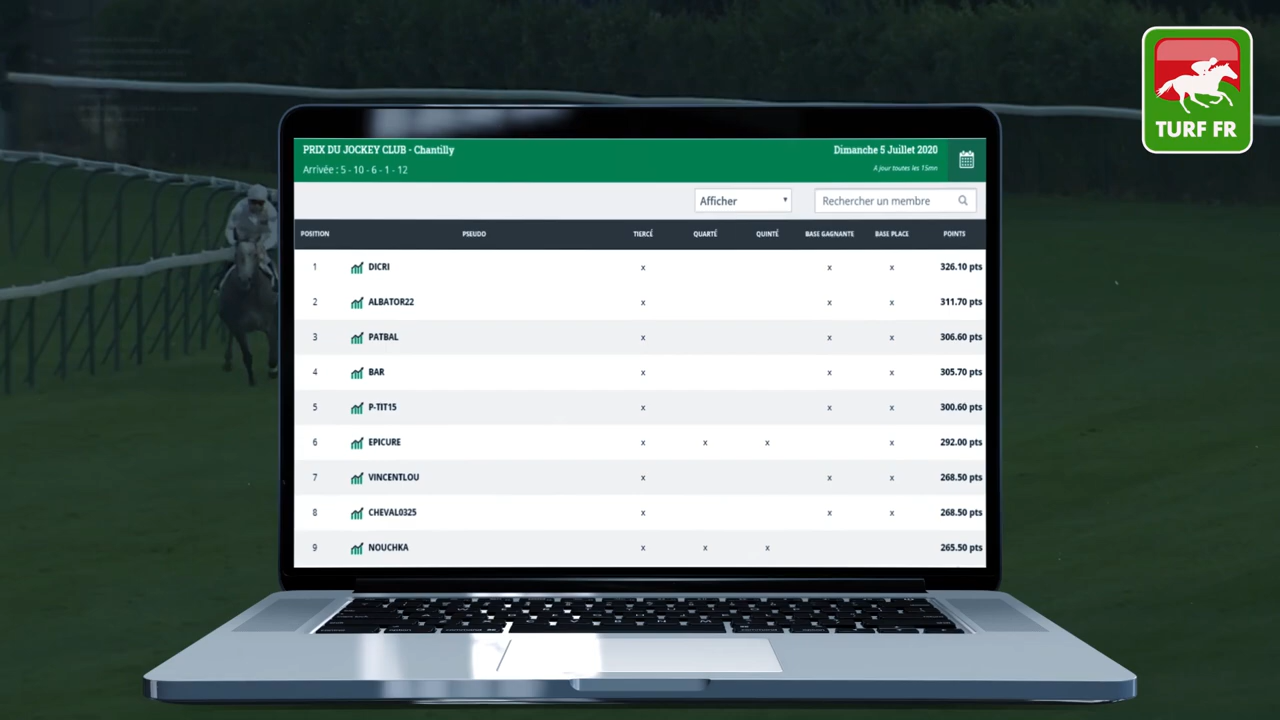 TURF FR
PRIX DU JOCKEY CLUB - Chantilly
Dimanche 5 Juillet 2020
Arrivée : 5 - 10 - 6 - 1 - 12
A jour toutes les 15mn
Afficher
Rechercher un membre
POSITION PSEUDO TIERCÉ QUARTÉ QUINTÉ BASE GAGNANTE BASE PLACE POINTS
1 DICRI x x x 326.10 pts
2 ALBATOR22 x x x 311.70 pts
3 PATBAL x x x 306.60 pts
4 BAR x x x 305.70 pts
5 P-TIT15 x x x 300.60 pts
6 EPICURE x x x x 292.00 pts
7 VINCENTLOU x x x 268.50 pts
8 CHEVAL0325 x x x 268.50 pts
9 NOUCHKA x x x 265.50 pts